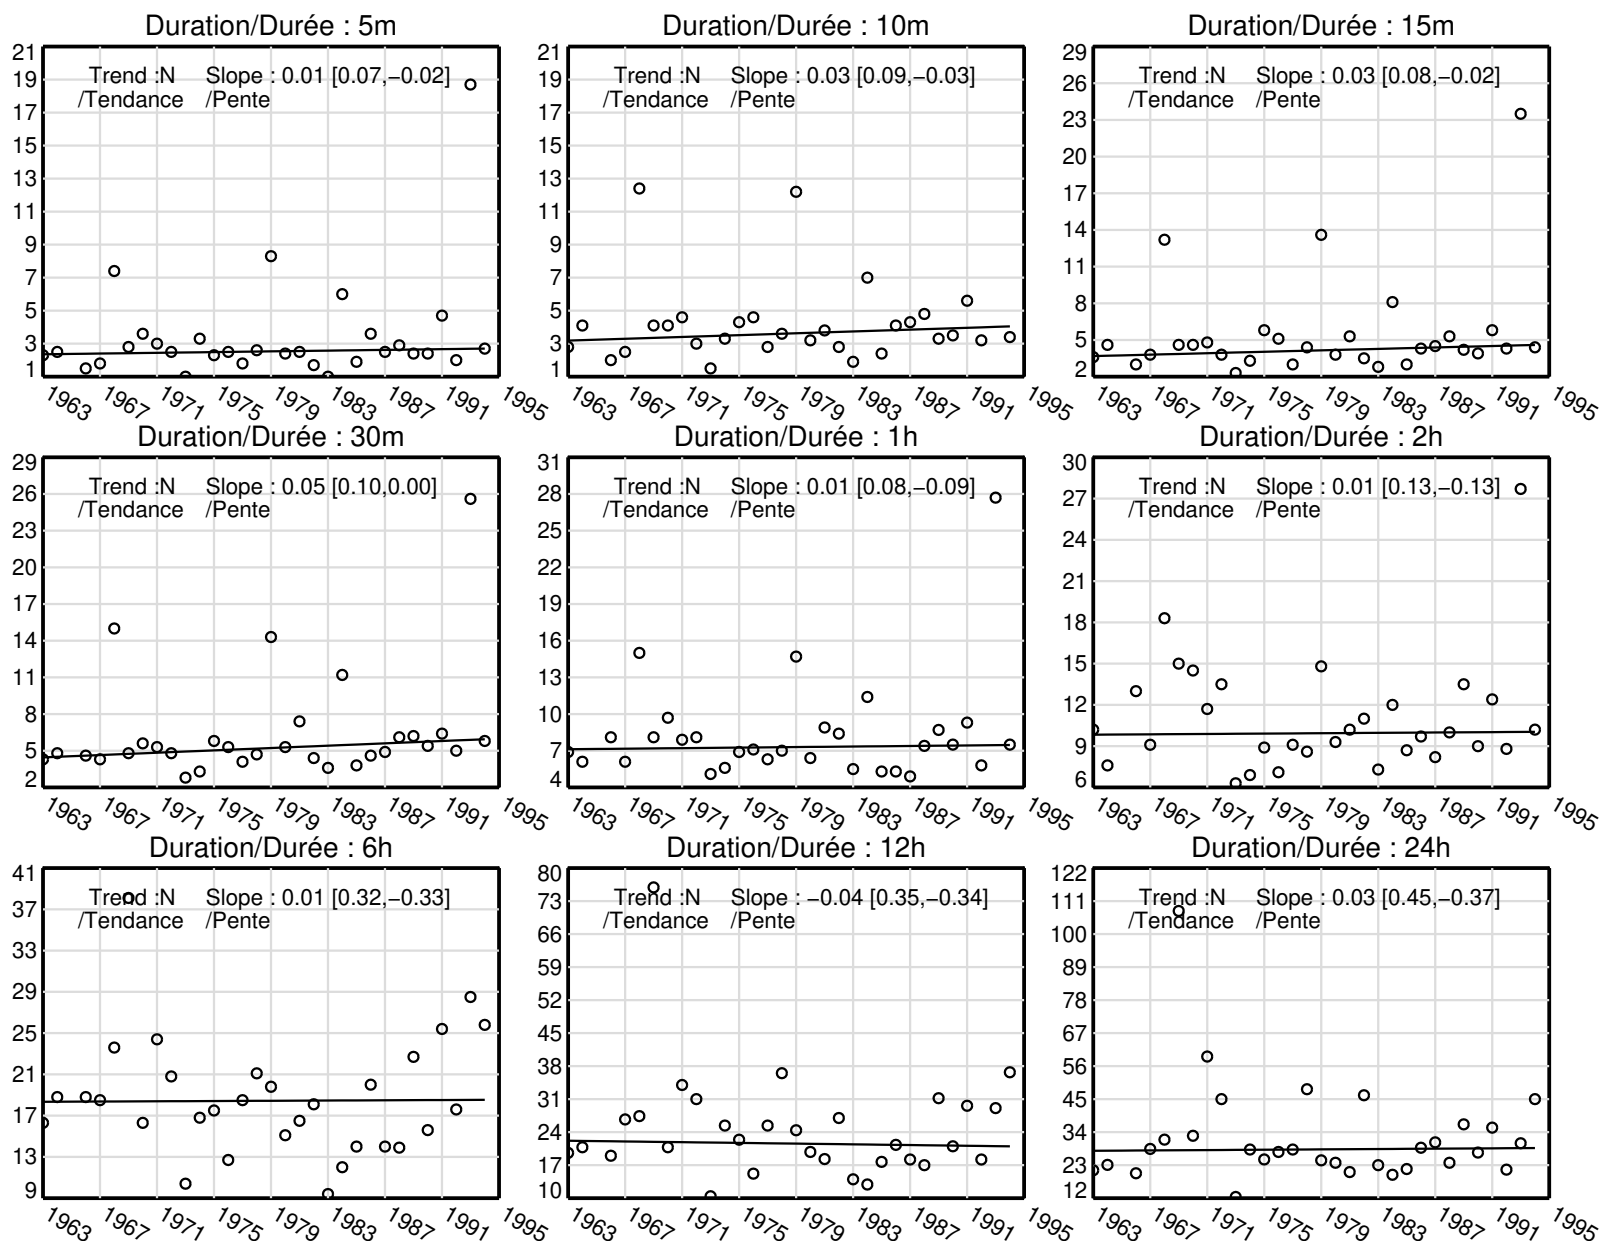 Duration/Durée : 5m
21
19
17
15
13
11
9
7
5
3
1
Trend :N Slope : 0.01 [0.07,−0.02]
/Tendance /Pente
1963 1967 1971 1975 1979 1983 1987 1991 1995
Duration/Durée : 10m
21
19
17
15
13
11
9
7
5
3
1
Trend :N Slope : 0.03 [0.09,−0.03]
/Tendance /Pente
1963 1967 1971 1975 1979 1983 1987 1991 1995
Duration/Durée : 15m
29
26
23
20
17
14
11
8
5
2
Trend :N Slope : 0.03 [0.08,−0.02]
/Tendance /Pente
1963 1967 1971 1975 1979 1983 1987 1991 1995
Duration/Durée : 30m
29
26
23
20
17
14
11
8
5
2
Trend :N Slope : 0.05 [0.10,0.00]
/Tendance /Pente
1963 1967 1971 1975 1979 1983 1987 1991 1995
Duration/Durée : 1h
31
28
25
22
19
16
13
10
7
4
Trend :N Slope : 0.01 [0.08,−0.09]
/Tendance /Pente
1963 1967 1971 1975 1979 1983 1987 1991 1995
Duration/Durée : 2h
30
27
24
21
18
15
12
9
6
Trend :N Slope : 0.01 [0.13,−0.13]
/Tendance /Pente
1963 1967 1971 1975 1979 1983 1987 1991 1995
Duration/Durée : 6h
41
37
33
29
25
21
17
13
9
Trend :N Slope : 0.01 [0.32,−0.33]
/Tendance /Pente
1963 1967 1971 1975 1979 1983 1987 1991 1995
Duration/Durée : 12h
80
73
66
59
52
45
38
31
24
17
10
Trend :N Slope : −0.04 [0.35,−0.34]
/Tendance /Pente
1963 1967 1971 1975 1979 1983 1987 1991 1995
Duration/Durée : 24h
122
111
100
89
78
67
56
45
34
23
12
Trend :N Slope : 0.03 [0.45,−0.37]
/Tendance /Pente
1963 1967 1971 1975 1979 1983 1987 1991 1995